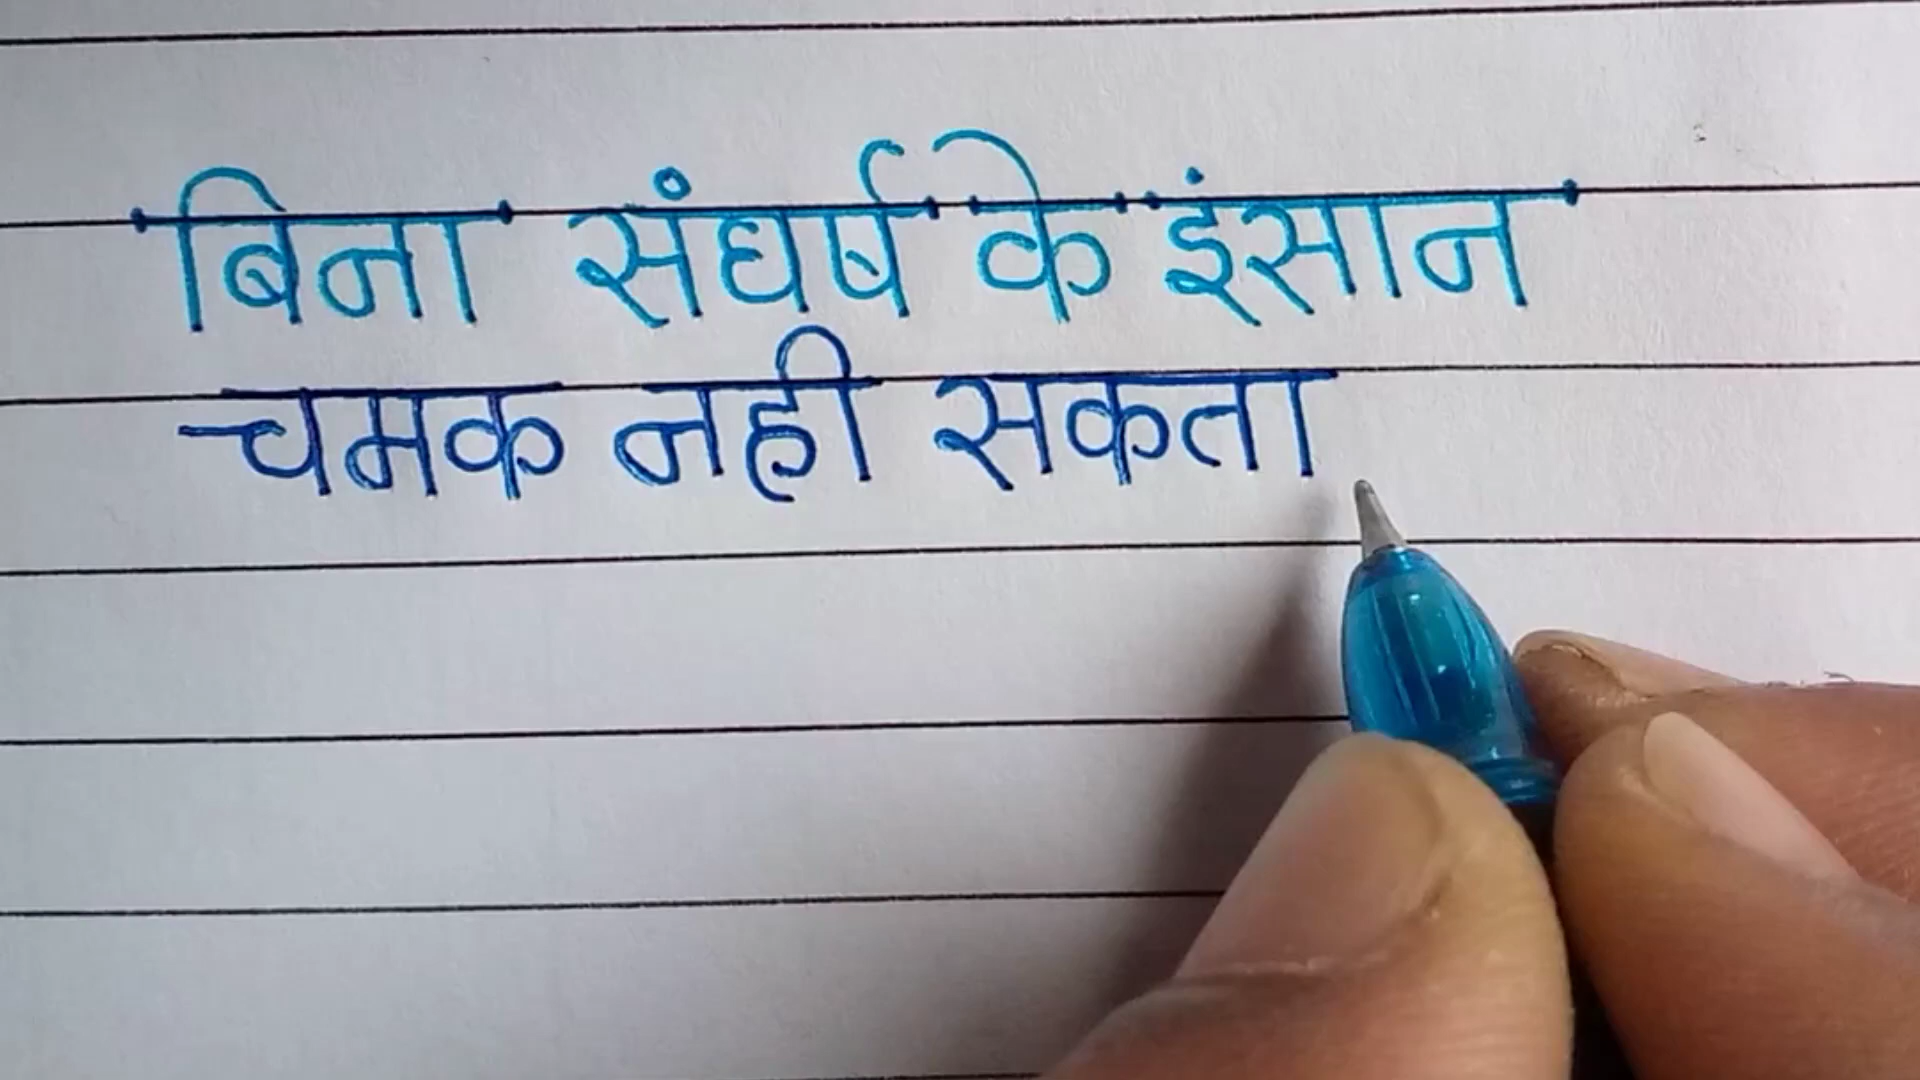 बिना संघर्ष के इंसान
चमक नही सकता